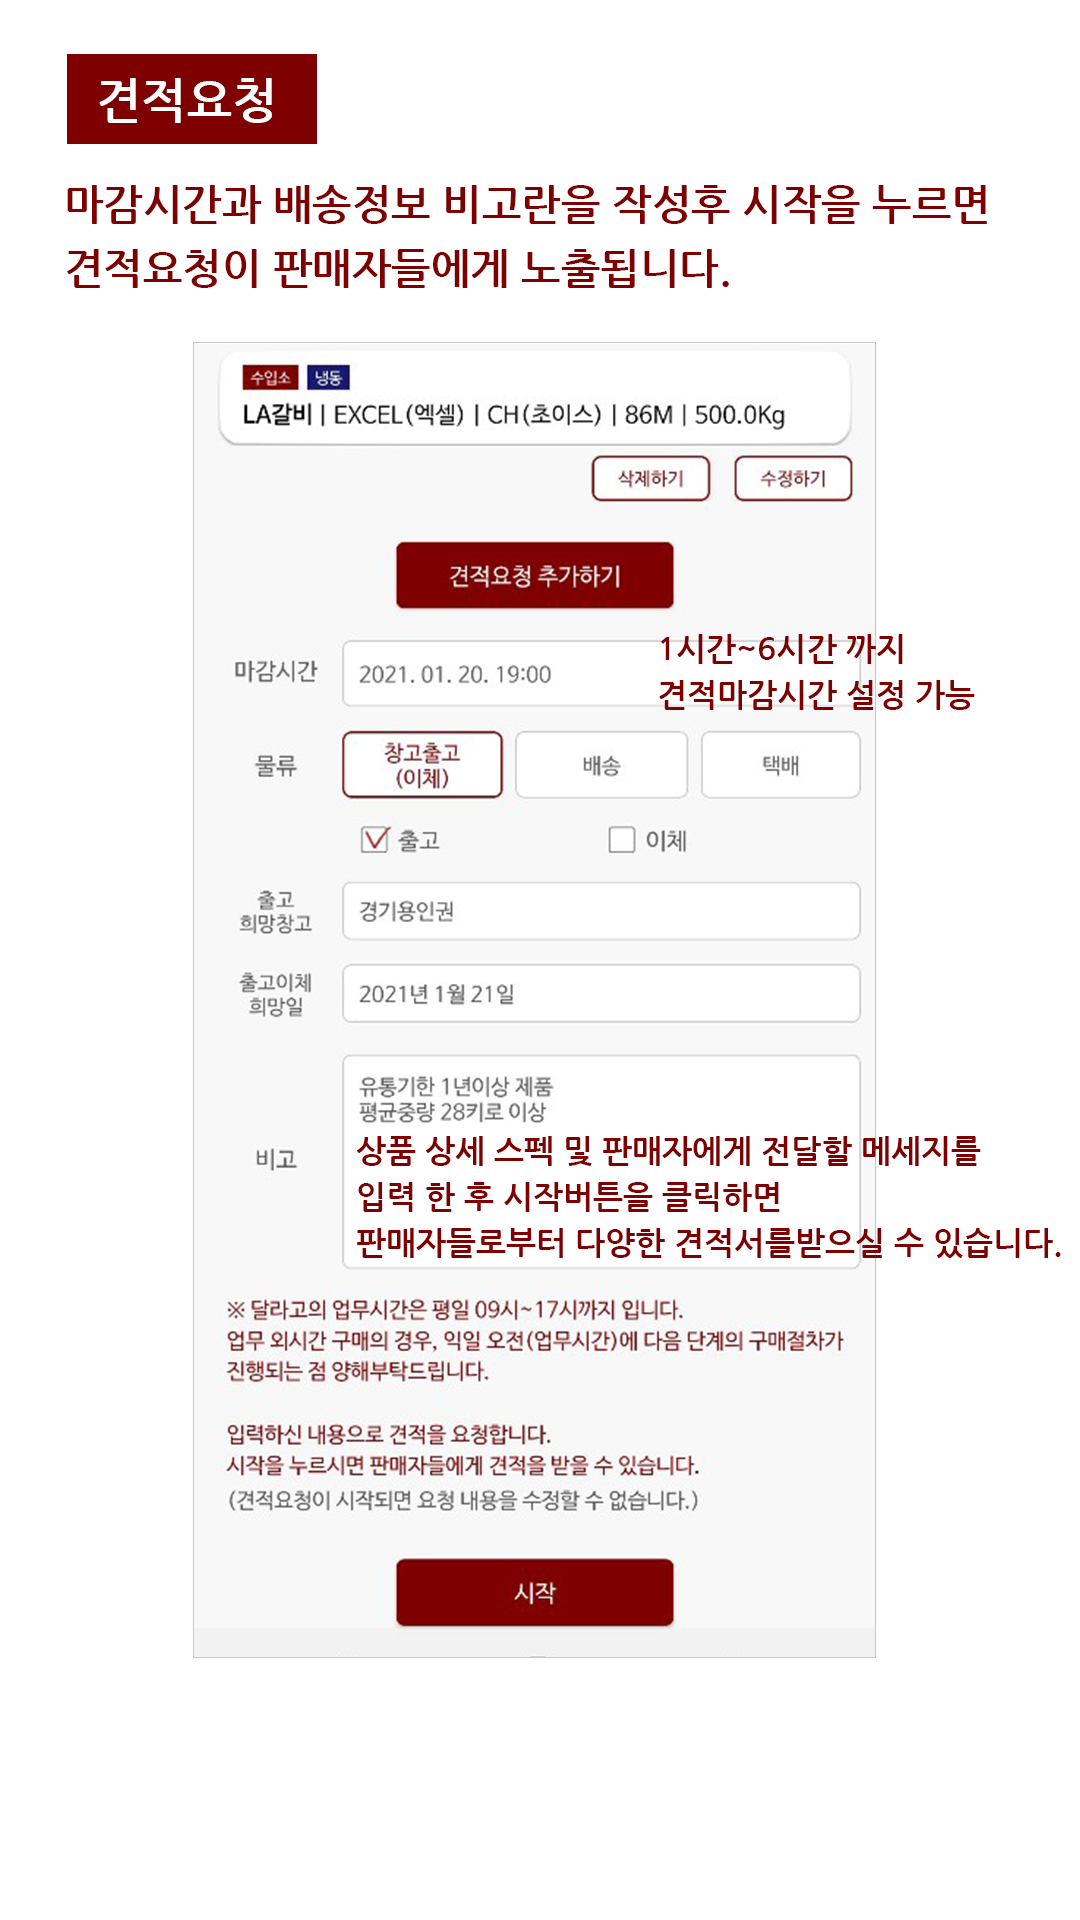 견적요청
마감시간과 배송정보 비고란을 작성후 시작을 누르면
견적요청이 판매자들에게 노출됩니다.
수입소 냉동
LA갈비 | EXCEL(엑셀) | CH(초이스) | 86M | 500.0Kg
삭제하기 수정하기
견적요청 추가하기
마감시간 2021. 01. 20. 19:00
1시간~6시간 까지
견적마감시간 설정 가능
물류 창고출고 (이체) 배송 택배
출고 이체
출고
희망창고
경기용인권
출고이체
희망일
2021년 1월 21일
비고
유통기한 1년이상 제품
평균중량 28키로 이상
상품 상세 스펙 및 판매자에게 전달할 메세지를
입력 한 후 시작버튼을 클릭하면
판매자들로부터 다양한 견적서를받으실 수 있습니다.
※ 달라고의 업무시간은 평일 09시~17시까지 입니다.
업무 외시간 구매의 경우, 익일 오전(업무시간)에 다음 단계의 구매절차가
진행되는 점 양해부탁드립니다.
입력하신 내용으로 견적을 요청합니다.
시작을 누르시면 판매자들에게 견적을 받을 수 있습니다.
(견적요청이 시작되면 요청 내용을 수정할 수 없습니다.)
시작